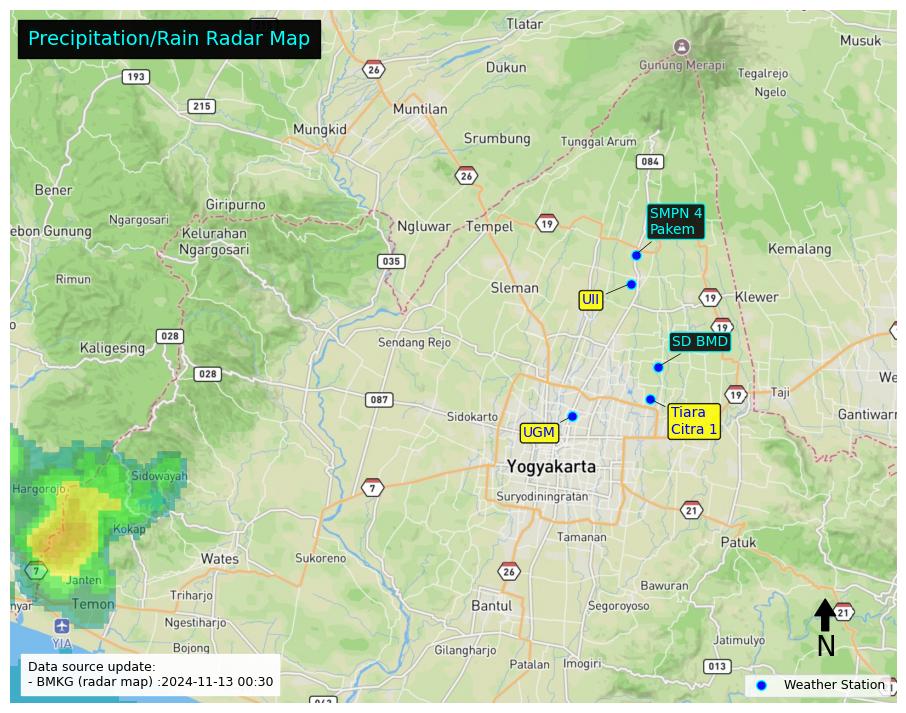 Precipitation/Rain Radar Map
Tlatar
Musuk
26
193
Dukun
Gunung Merapi
Tegalrejo
Ngelo
215
Muntilan
Mungkid
Srumbung
Tunggal Arum
084
26
Bener
Giripurno
Ngargosari
ebon Gunung
Kelurahan
Ngargosari
Ngluwar
Tempel
19
SMPN 4
Pakem
Kemalang
035
Rimun
Sleman
UII
19
Klewer
19
028
Kaligesing
Sendang Rejo
SD BMD
028
087
19
Taji
We
Sidokarto
UGM
Tiara
Citra 1
Gantiwarn
Yogyakarta
Hargorojo
Sidowayah
7
Suryodiningratan
21
Kokap
Tamanan
Patuk
Wates
Sukoreno
7
Janten
26
Bawuran
nyar
Temon
Triharjo
Bantul
Segoroyoso
21
YIA
Ngestiharjo
N
Bojong
Gilangharjo
Jatimulyo
Patalan
Imogiri
013
Data source update:
- BMKG (radar map) :2024-11-13 00:30
Weather Station